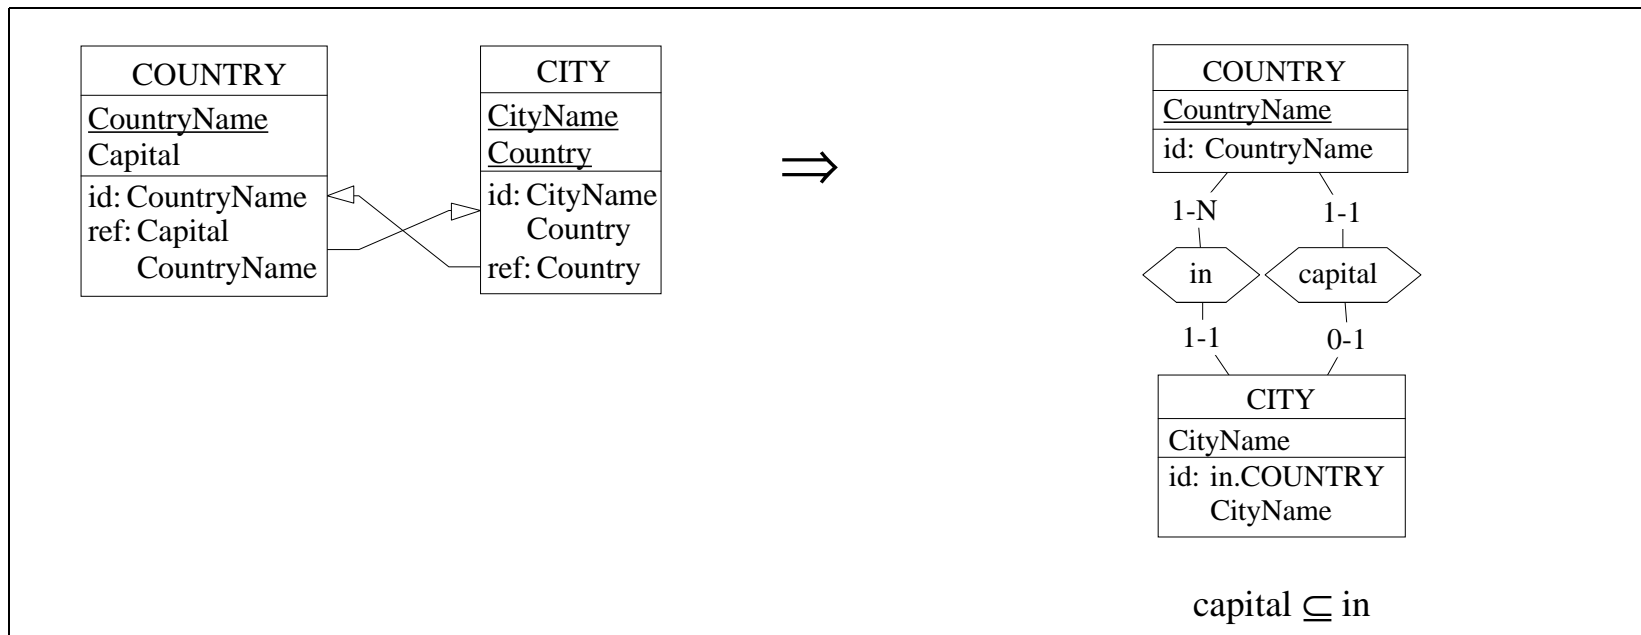 COUNTRY
CountryName
Capital
id: CountryName
ref: Capital
CountryName
CITY
CityName
Country
id: CityName
Country
ref: Country
⇒
COUNTRY
CountryName
id: CountryName
1-N 1-1
in capital
1-1 0-1
CITY
CityName
id: in.COUNTRY
CityName
capital ⊆ in